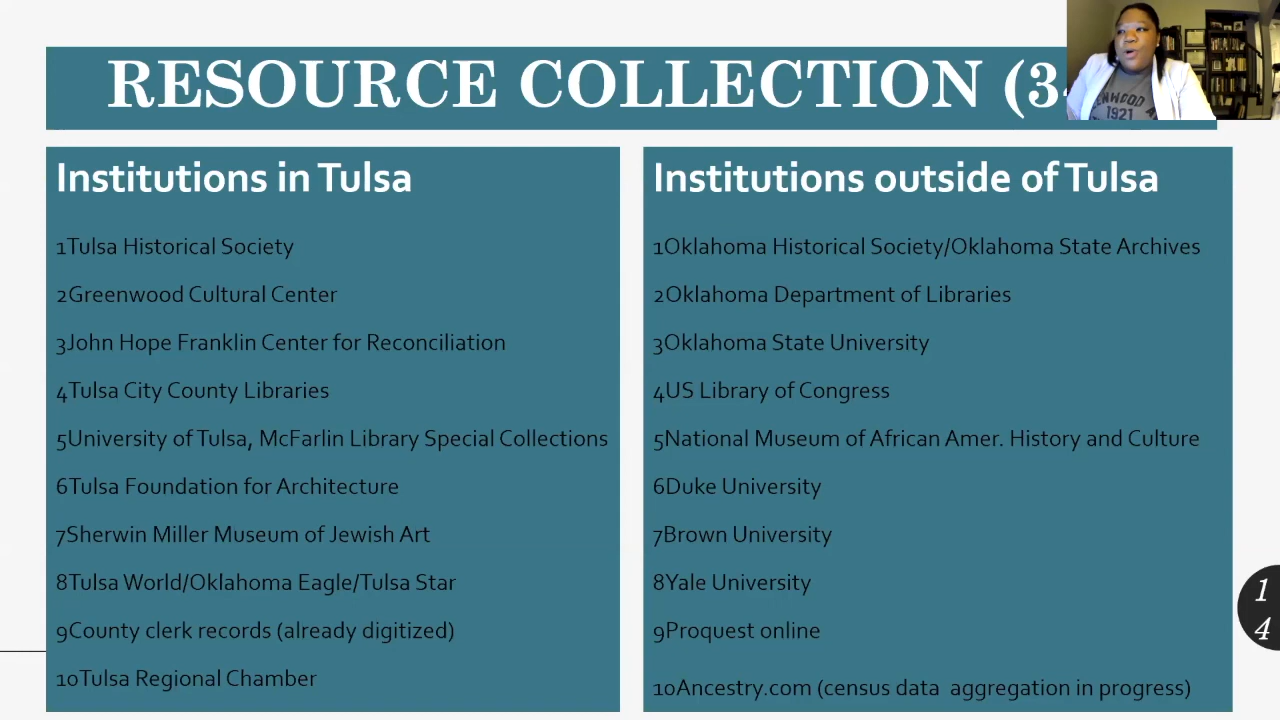 RESOURCE COLLECTION (3
Institutions in Tulsa
1Tulsa Historical Society
2Greenwood Cultural Center
3John Hope Franklin Center for Reconciliation
4Tulsa City County Libraries
5University of Tulsa, McFarlin Library Special Collections
6Tulsa Foundation for Architecture
7Sherwin Miller Museum of Jewish Art
8Tulsa World/Oklahoma Eagle/Tulsa Star
9County clerk records (already digitized)
10Tulsa Regional Chamber
Institutions outside of Tulsa
1Oklahoma Historical Society/Oklahoma State Archives
2Oklahoma Department of Libraries
3Oklahoma State University
4US Library of Congress
5National Museum of African Amer. History and Culture
6Duke University
7Brown University
8Yale University
9Proquest online
10Ancestry.com (census data aggregation in progress)
1
4
1921